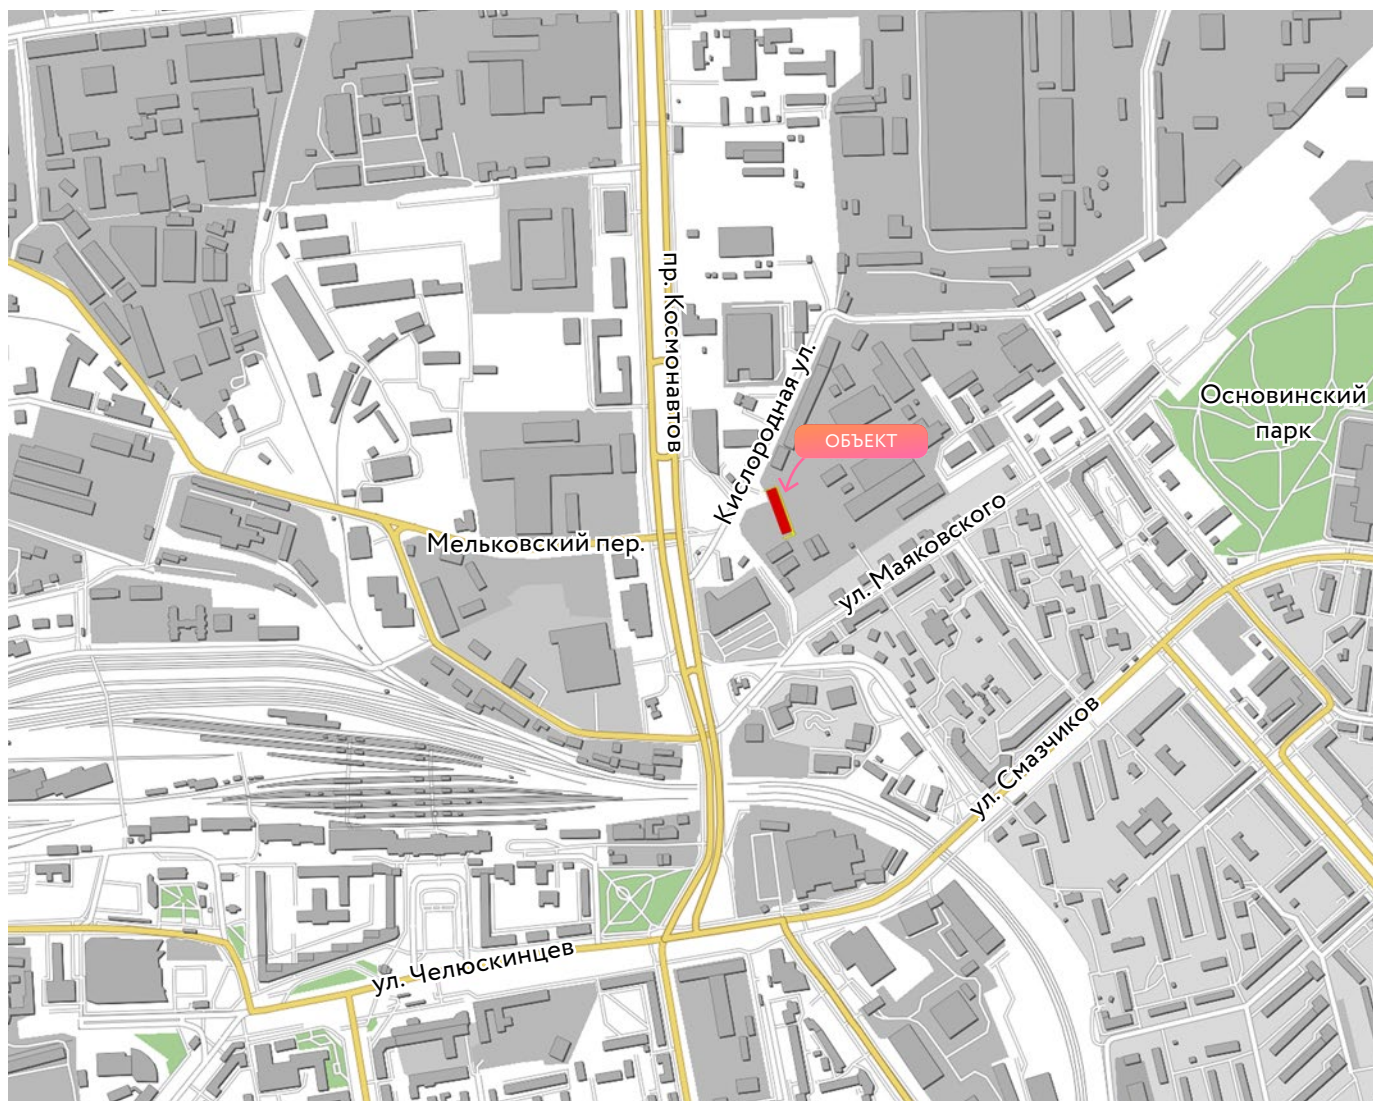 пр. Космонавтов
Кислородная ул.
Основинский
парк
ОБЪЕКТ
ул. Маяковского
Мельковский пер.
ул. Смазчиков
ул. Челюскинцев